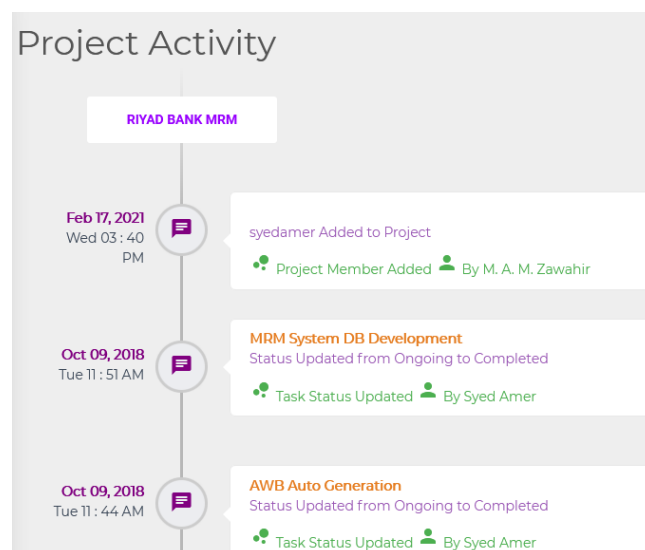 Project Activity
RIYAD BANK MRM
Feb 17, 2021
Wed 03 : 40
PM
syedamer Added to Project
Project Member Added By M. A. M. Zawahir
Oct 09, 2018
Tue 11 : 51 AM
MRM System DB Development
Status Updated from Ongoing to Completed
Task Status Updated By Syed Amer
Oct 09, 2018
Tue 11 : 44 AM
AWB Auto Generation
Status Updated from Ongoing to Completed
Task Status Updated By Syed Amer